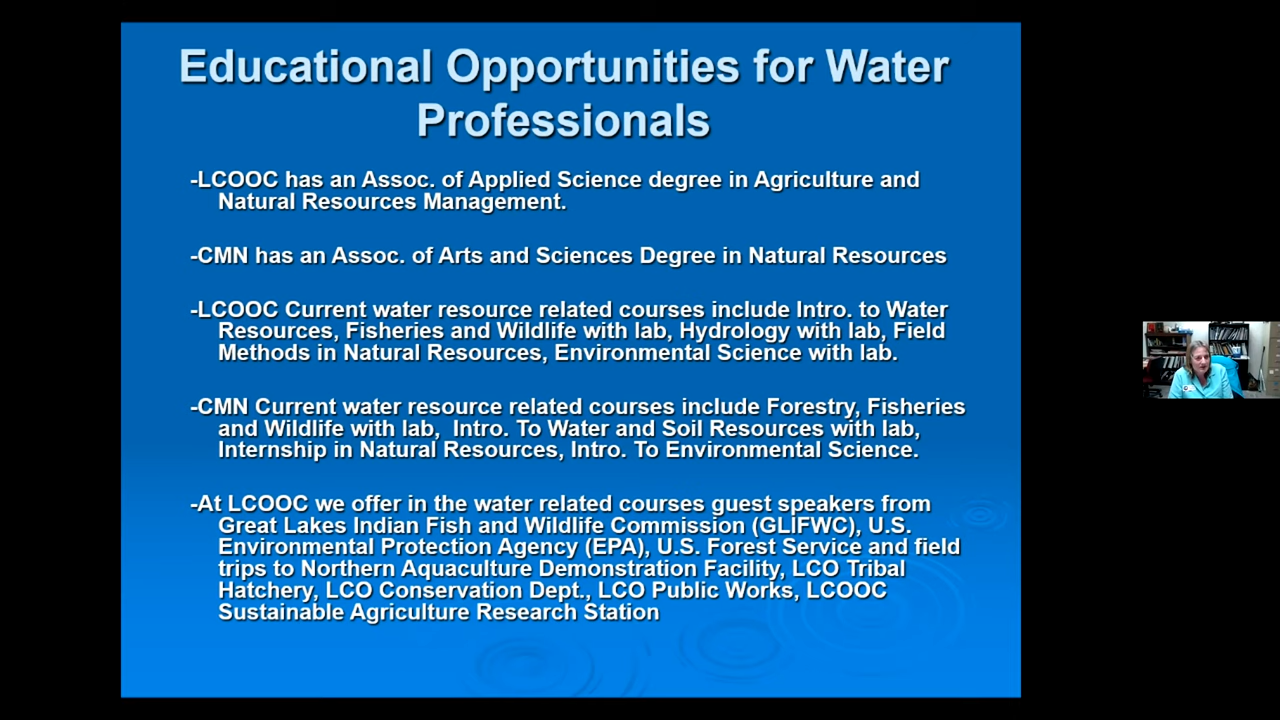 Educational Opportunities for Water
Professionals
-LCOOC has an Assoc. of Applied Science degree in Agriculture and
Natural Resources Management.
-CMN has an Assoc. of Arts and Sciences Degree in Natural Resources
-LCOOC Current water resource related courses include Intro. to Water
Resources, Fisheries and Wildlife with lab, Hydrology with lab, Field
Methods in Natural Resources, Environmental Science with lab.
-CMN Current water resource related courses include Forestry, Fisheries
and Wildlife with lab,  Intro. To Water and Soil Resources with lab,
Internship in Natural Resources, Intro. To Environmental Science.
-At LCOOC we offer in the water related courses guest speakers from
Great Lakes Indian Fish and Wildlife Commission (GLIFWC), U.S.
Environmental Protection Agency (EPA), U.S. Forest Service and field
trips to Northern Aquaculture Demonstration Facility, LCO Tribal
Hatchery, LCO Conservation Dept., LCO Public Works, LCOOC
Sustainable Agriculture Research Station